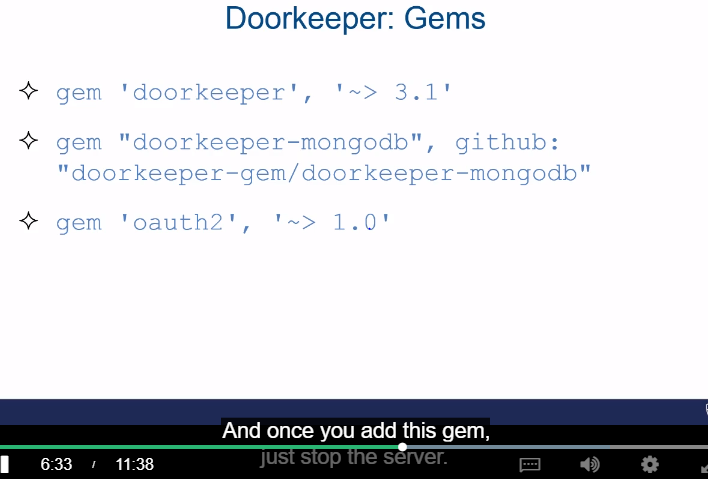 Doorkeeper: Gems
gem 'doorkeeper', '~> 3.1'
gem "doorkeeper-mongodb", github:
"doorkeeper-gem/doorkeeper-mongodb"
gem 'oauth2', '~> 1.0'
And once you add this gem,
just stop the server.
6:33 / 11:38